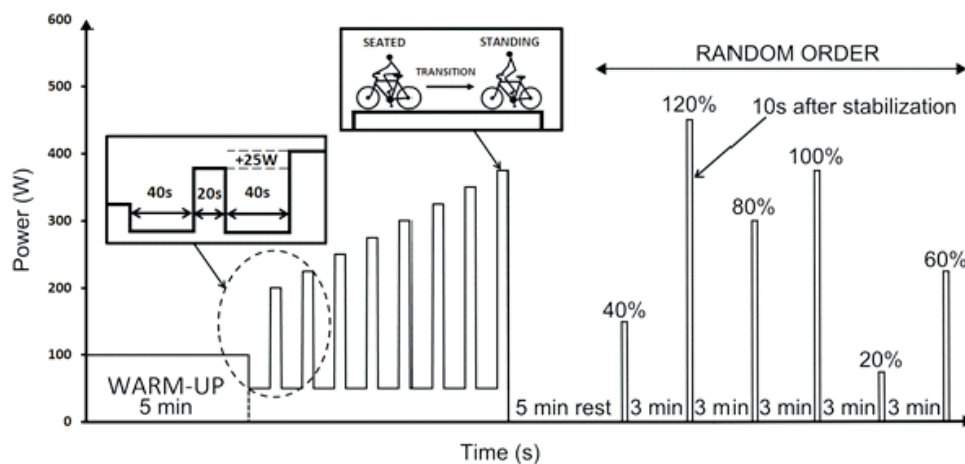 600
500
400
300
200
100
0
Power (W)
Time (s)
WARM-UP
5 min
40s
20s
40s
+25W
SEATED
STANDING
TRANSITION
RANDOM ORDER
10s after stabilization
40%
120%
80%
100%
20%
60%
5 min rest
3 min
3 min
3 min
3 min
3 min